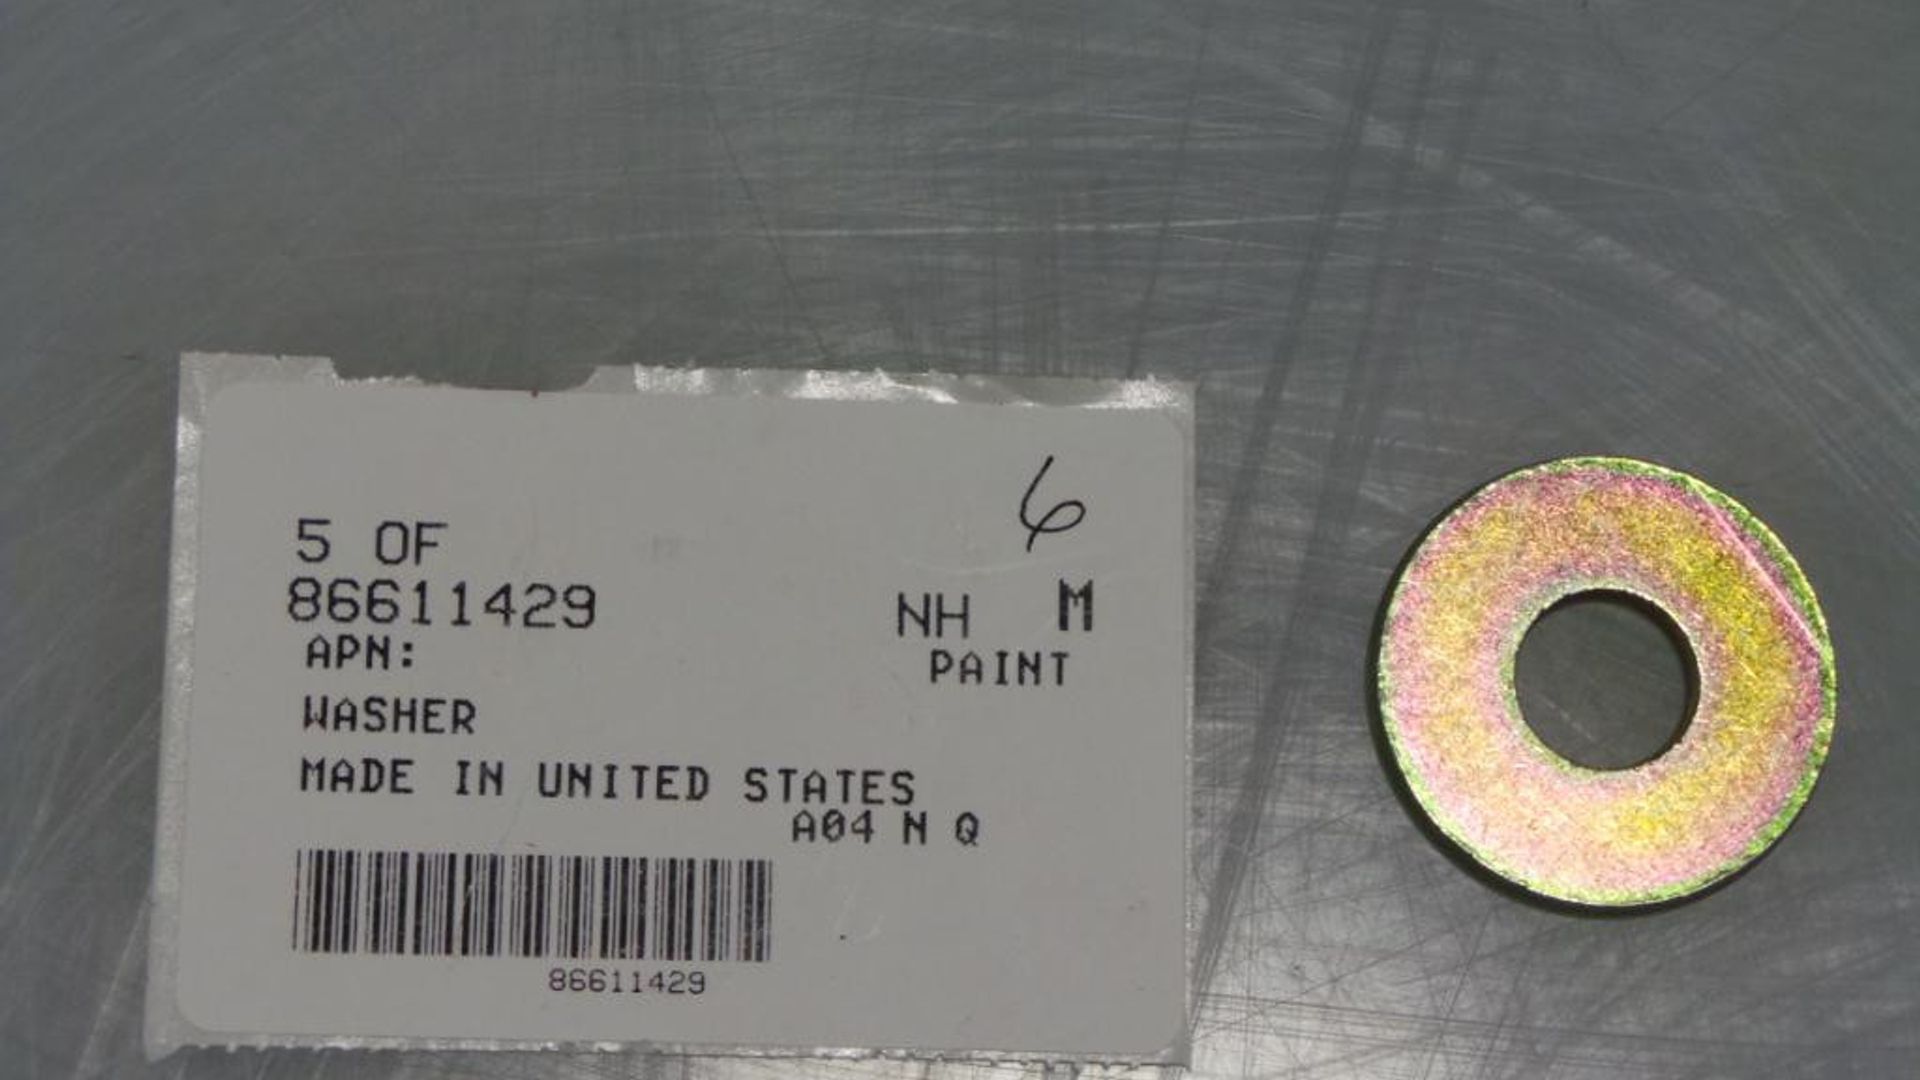 6
5 OF
86611429
NH M
APN:
PAINT
WASHER
MADE IN UNITED STATES
A04 N Q
86611429